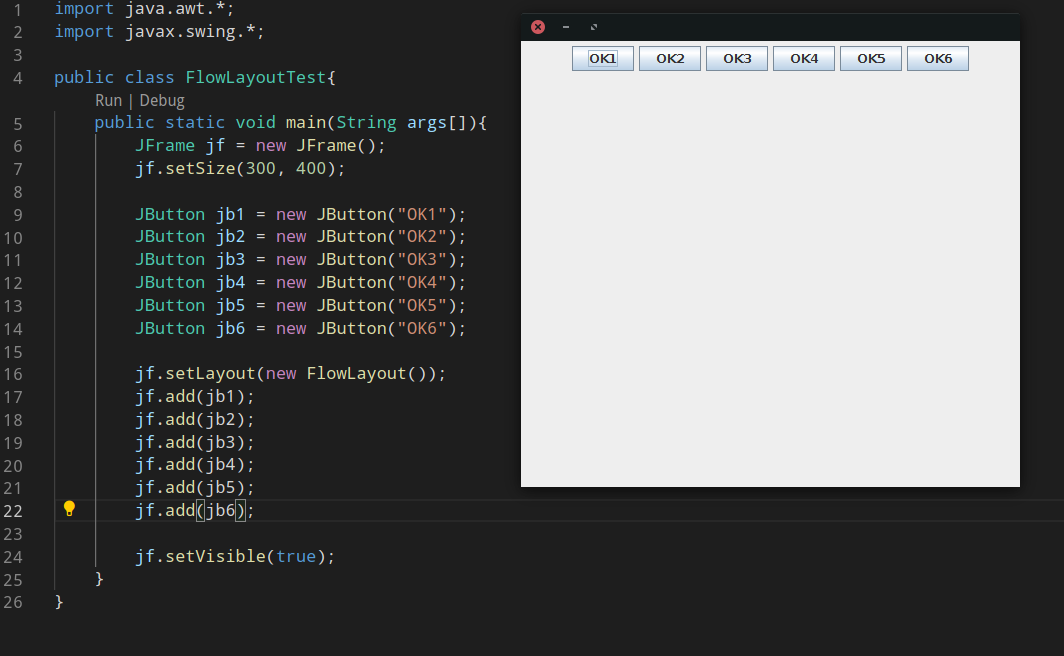 1 import java.awt.*;
2 import javax.swing.*;
3
4 public class FlowLayoutTest{
Run | Debug
5 public static void main(String args[]){
6 JFrame jf = new JFrame();
7 jf.setSize(300, 400);
8
9 JButton jb1 = new JButton("OK1");
10 JButton jb2 = new JButton("OK2");
11 JButton jb3 = new JButton("OK3");
12 JButton jb4 = new JButton("OK4");
13 JButton jb5 = new JButton("OK5");
14 JButton jb6 = new JButton("OK6");
15
16 jf.setLayout(new FlowLayout());
17 jf.add(jb1);
18 jf.add(jb2);
19 jf.add(jb3);
20 jf.add(jb4);
21 jf.add(jb5);
22 jf.add(jb6);
23
24 jf.setVisible(true);
25 }
26 }
OK1 OK2 OK3 OK4 OK5 OK6